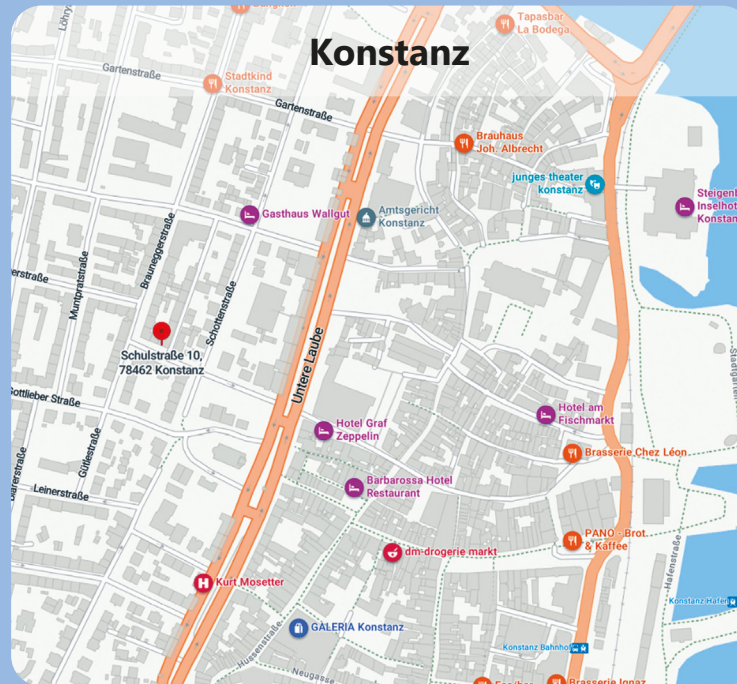 Konstanz
Tapasbar
La Bodega
Gartenstraße
Stadtkind
Konstanz
Gartenstraße
Brauhaus
Joh. Albrecht
junges theater
konstanz
Gasthaus Wallgut
Amtsgericht
Konstanz
Brauneggerstraße
Muntpratstraße
Schottenstraße
Schulstraße 10,
78462 Konstanz
Untere Laube
Gottlieber Straße
Hotel Graf
Zeppelin
Hotel am
Fischmarkt
Brasserie Chez Léon
Gütlestraße
Leinerstraße
Barbarossa Hotel
Restaurant
PANO - Brot
& Kaffee
dm-drogerie markt
Hafenstraße
Kurt Mosetter
GALERIA Konstanz
Hussenstraße
Konstanz Hafen
Konstanz Bahnhof
Neugasse
Brasserie Ignaz